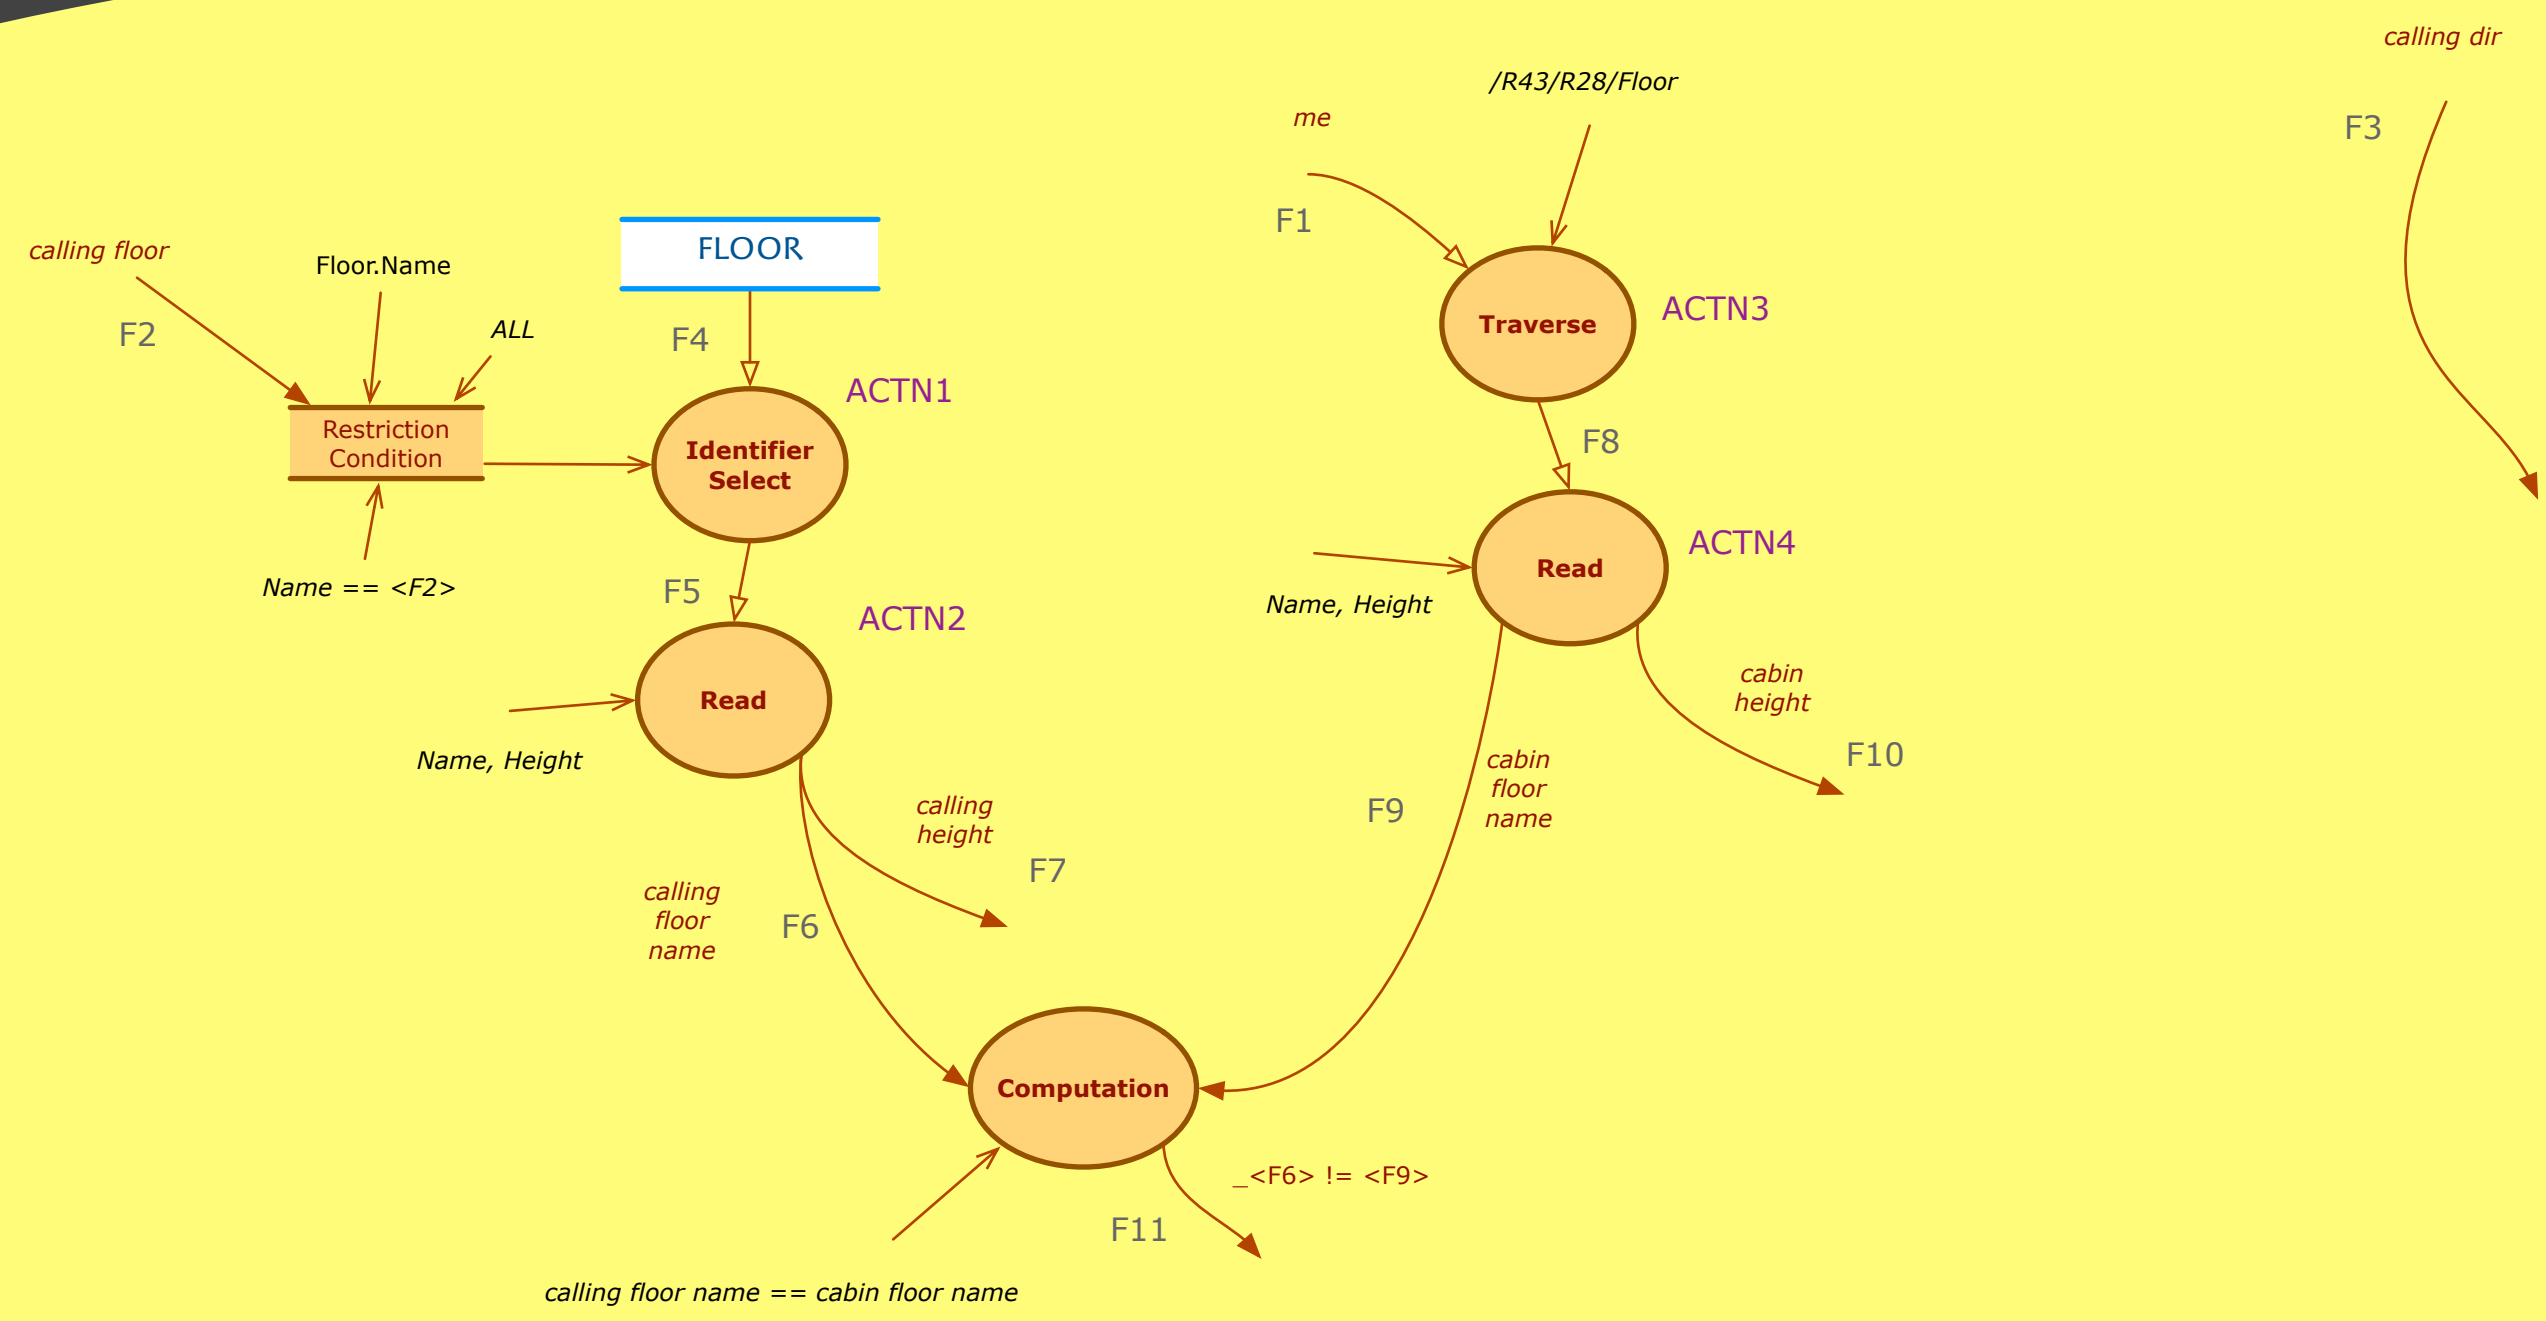 calling dir
/R43/R28/Floor
me
F3
F1
FLOOR
calling floor
Floor.Name
ALL
F2
F4
Traverse
ACTN3
ACTN1
Restriction
Condition
Identifier
Select
F8
ACTN4
Read
Name == <F2>
F5
ACTN2
Name, Height
Read
Name, Height
cabin
height
F10
cabin
floor
name
F9
calling
height
F7
calling
floor
name
F6
Computation
_<F6> != <F9>
F11
calling floor name == cabin floor name